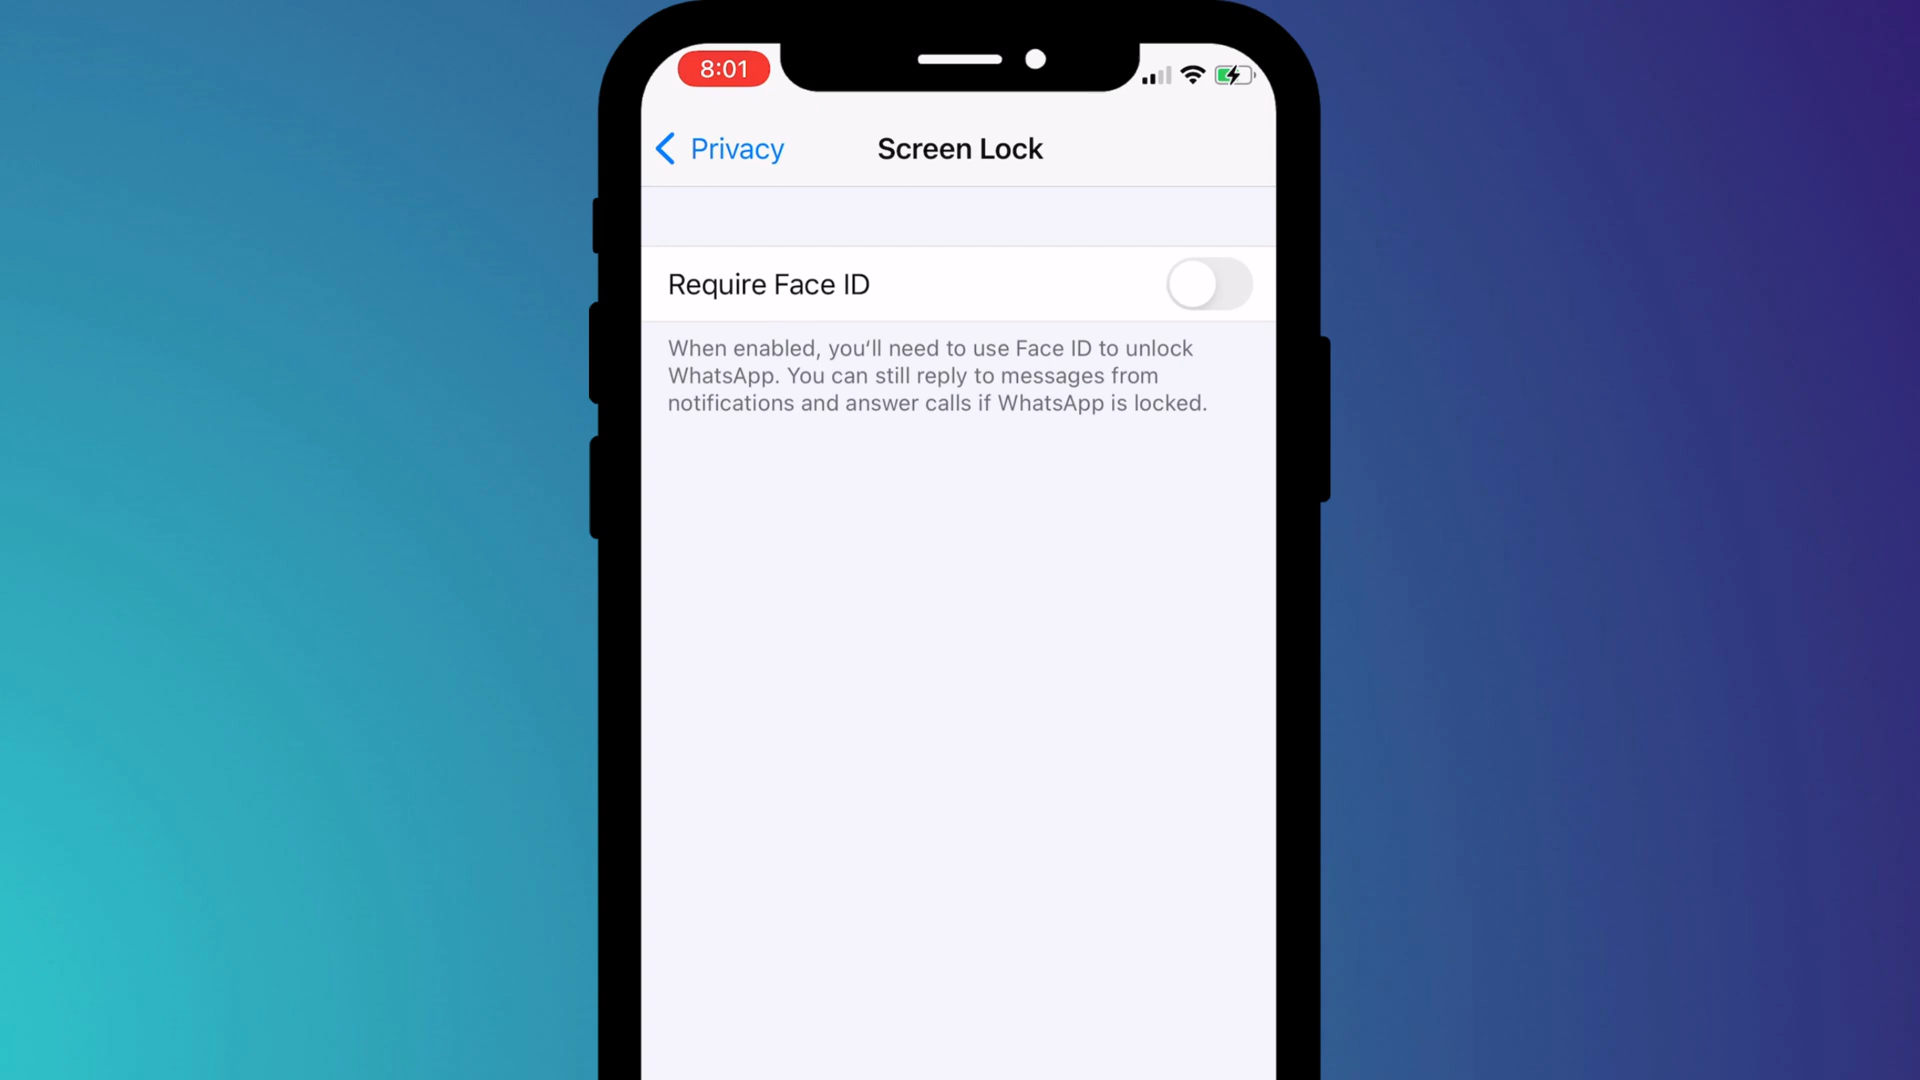 8:01
Privacy
Screen Lock
Require Face ID
When enabled, you’ll need to use Face ID to unlock
WhatsApp. You can still reply to messages from
notifications and answer calls if WhatsApp is locked.